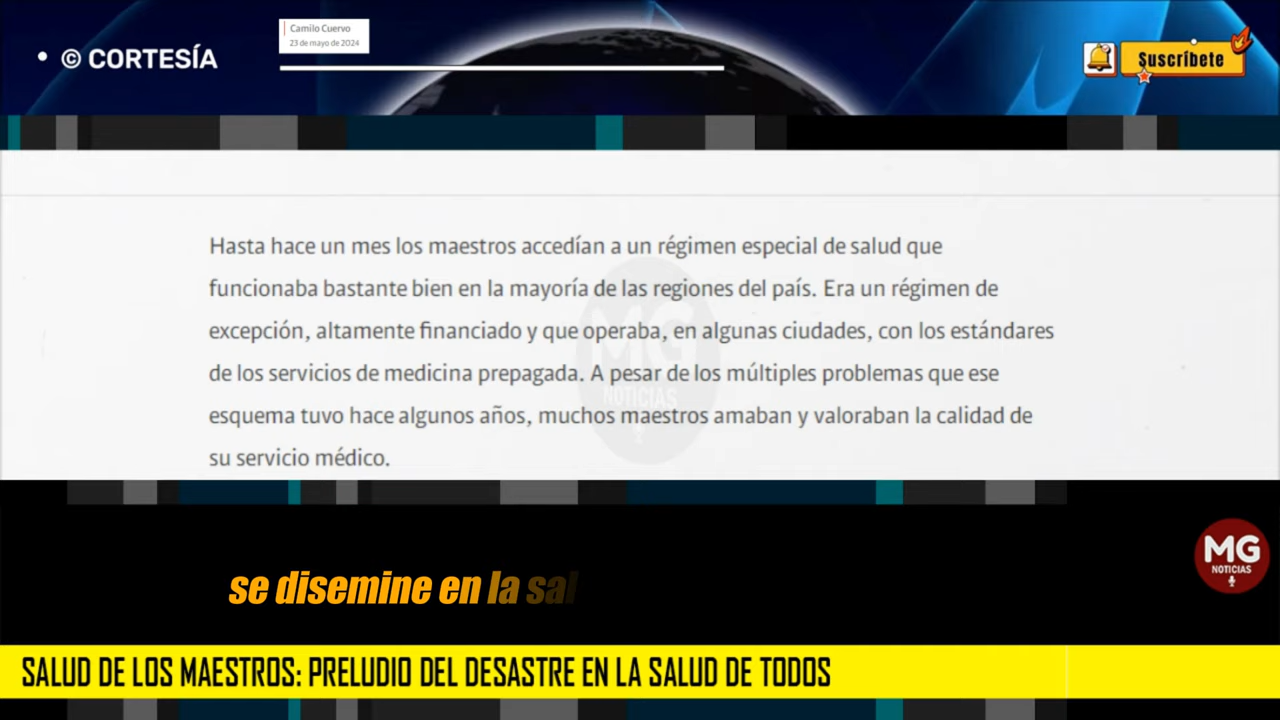 • © CORTESÍA
Camilo Cuervo
23 de mayo de 2024
Suscríbete
Hasta hace un mes los maestros accedían a un régimen especial de salud que
funcionaba bastante bien en la mayoría de las regiones del país. Era un régimen de
excepción, altamente financiado y que operaba, en algunas ciudades, con los estándares
de los servicios de medicina prepagada. A pesar de los múltiples problemas que ese
esquema tuvo hace algunos años, muchos maestros amaban y valoraban la calidad de
su servicio médico.
MG
NOTICIAS
se disemine en la sal
MG
NOTICIAS
SALUD DE LOS MAESTROS: PRELUDIO DEL DESASTRE EN LA SALUD DE TODOS